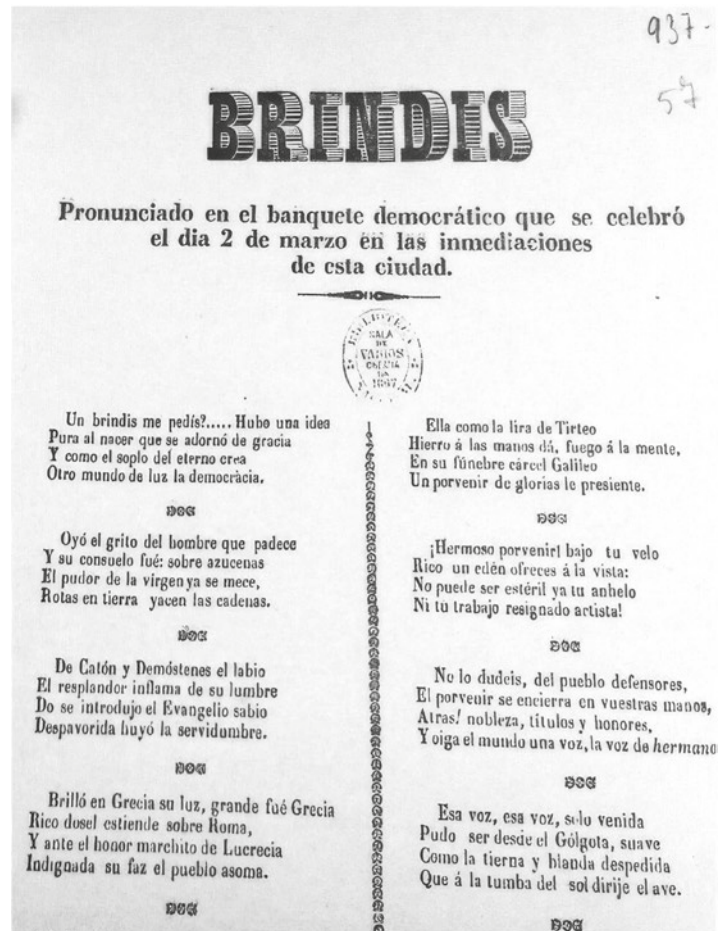 937-
57
BRINDIS
Pronunciado en el banquete democrático que se celebró
el dia 2 de marzo en las inmediaciones
de esta ciudad.
BIBLIOTECA
SALA
DE
VARIOS
1867
Un brindis me pedís?..... Hubo una idea
Pura al nacer que se adornó de gracia
Y como el soplo del eterno crea
Otro mundo de luz la democràcia.
Oyó el grito del hombre que padece
Y su consuelo fué: sobre azucenas
El pudor de la virgen ya se mece,
Rotas en tierra yacen las cadenas.
De Catón y Demóstenes el labio
El resplandor inflama de su lumbre
Do se introdujo el Evangelio sabio
Despavorida huyó la servidumbre.
Brilló en Grecia su luz, grande fué Grecia
Rico dosel estiende sobre Roma,
Y ante el honor marchito de Lucrecia
Indignada su faz el pueblo asoma.
Ella como la lira de Tirteo
Hierro á las manos dá, fuego á la mente,
En su fúnebre cárcel Galileo
Un porvenir de glorias le presiente.
¡Hermoso porvenir! bajo tu velo
Rico un edén ofreces á la vista:
No puede ser estéril ya tu anhelo
Ni tu trabajo resignado artista!
No lo dudeis, del pueblo defensores,
El porvenir se encierra en vuestras manos,
Atras! nobleza, títulos y honores,
Y oiga el mundo una voz, la voz de hermano
Esa voz, esa voz, solo venida
Pudo ser desde el Gólgota, suave
Como la tierna y blanda despedida
Que á la tumba del sol dirije el ave.